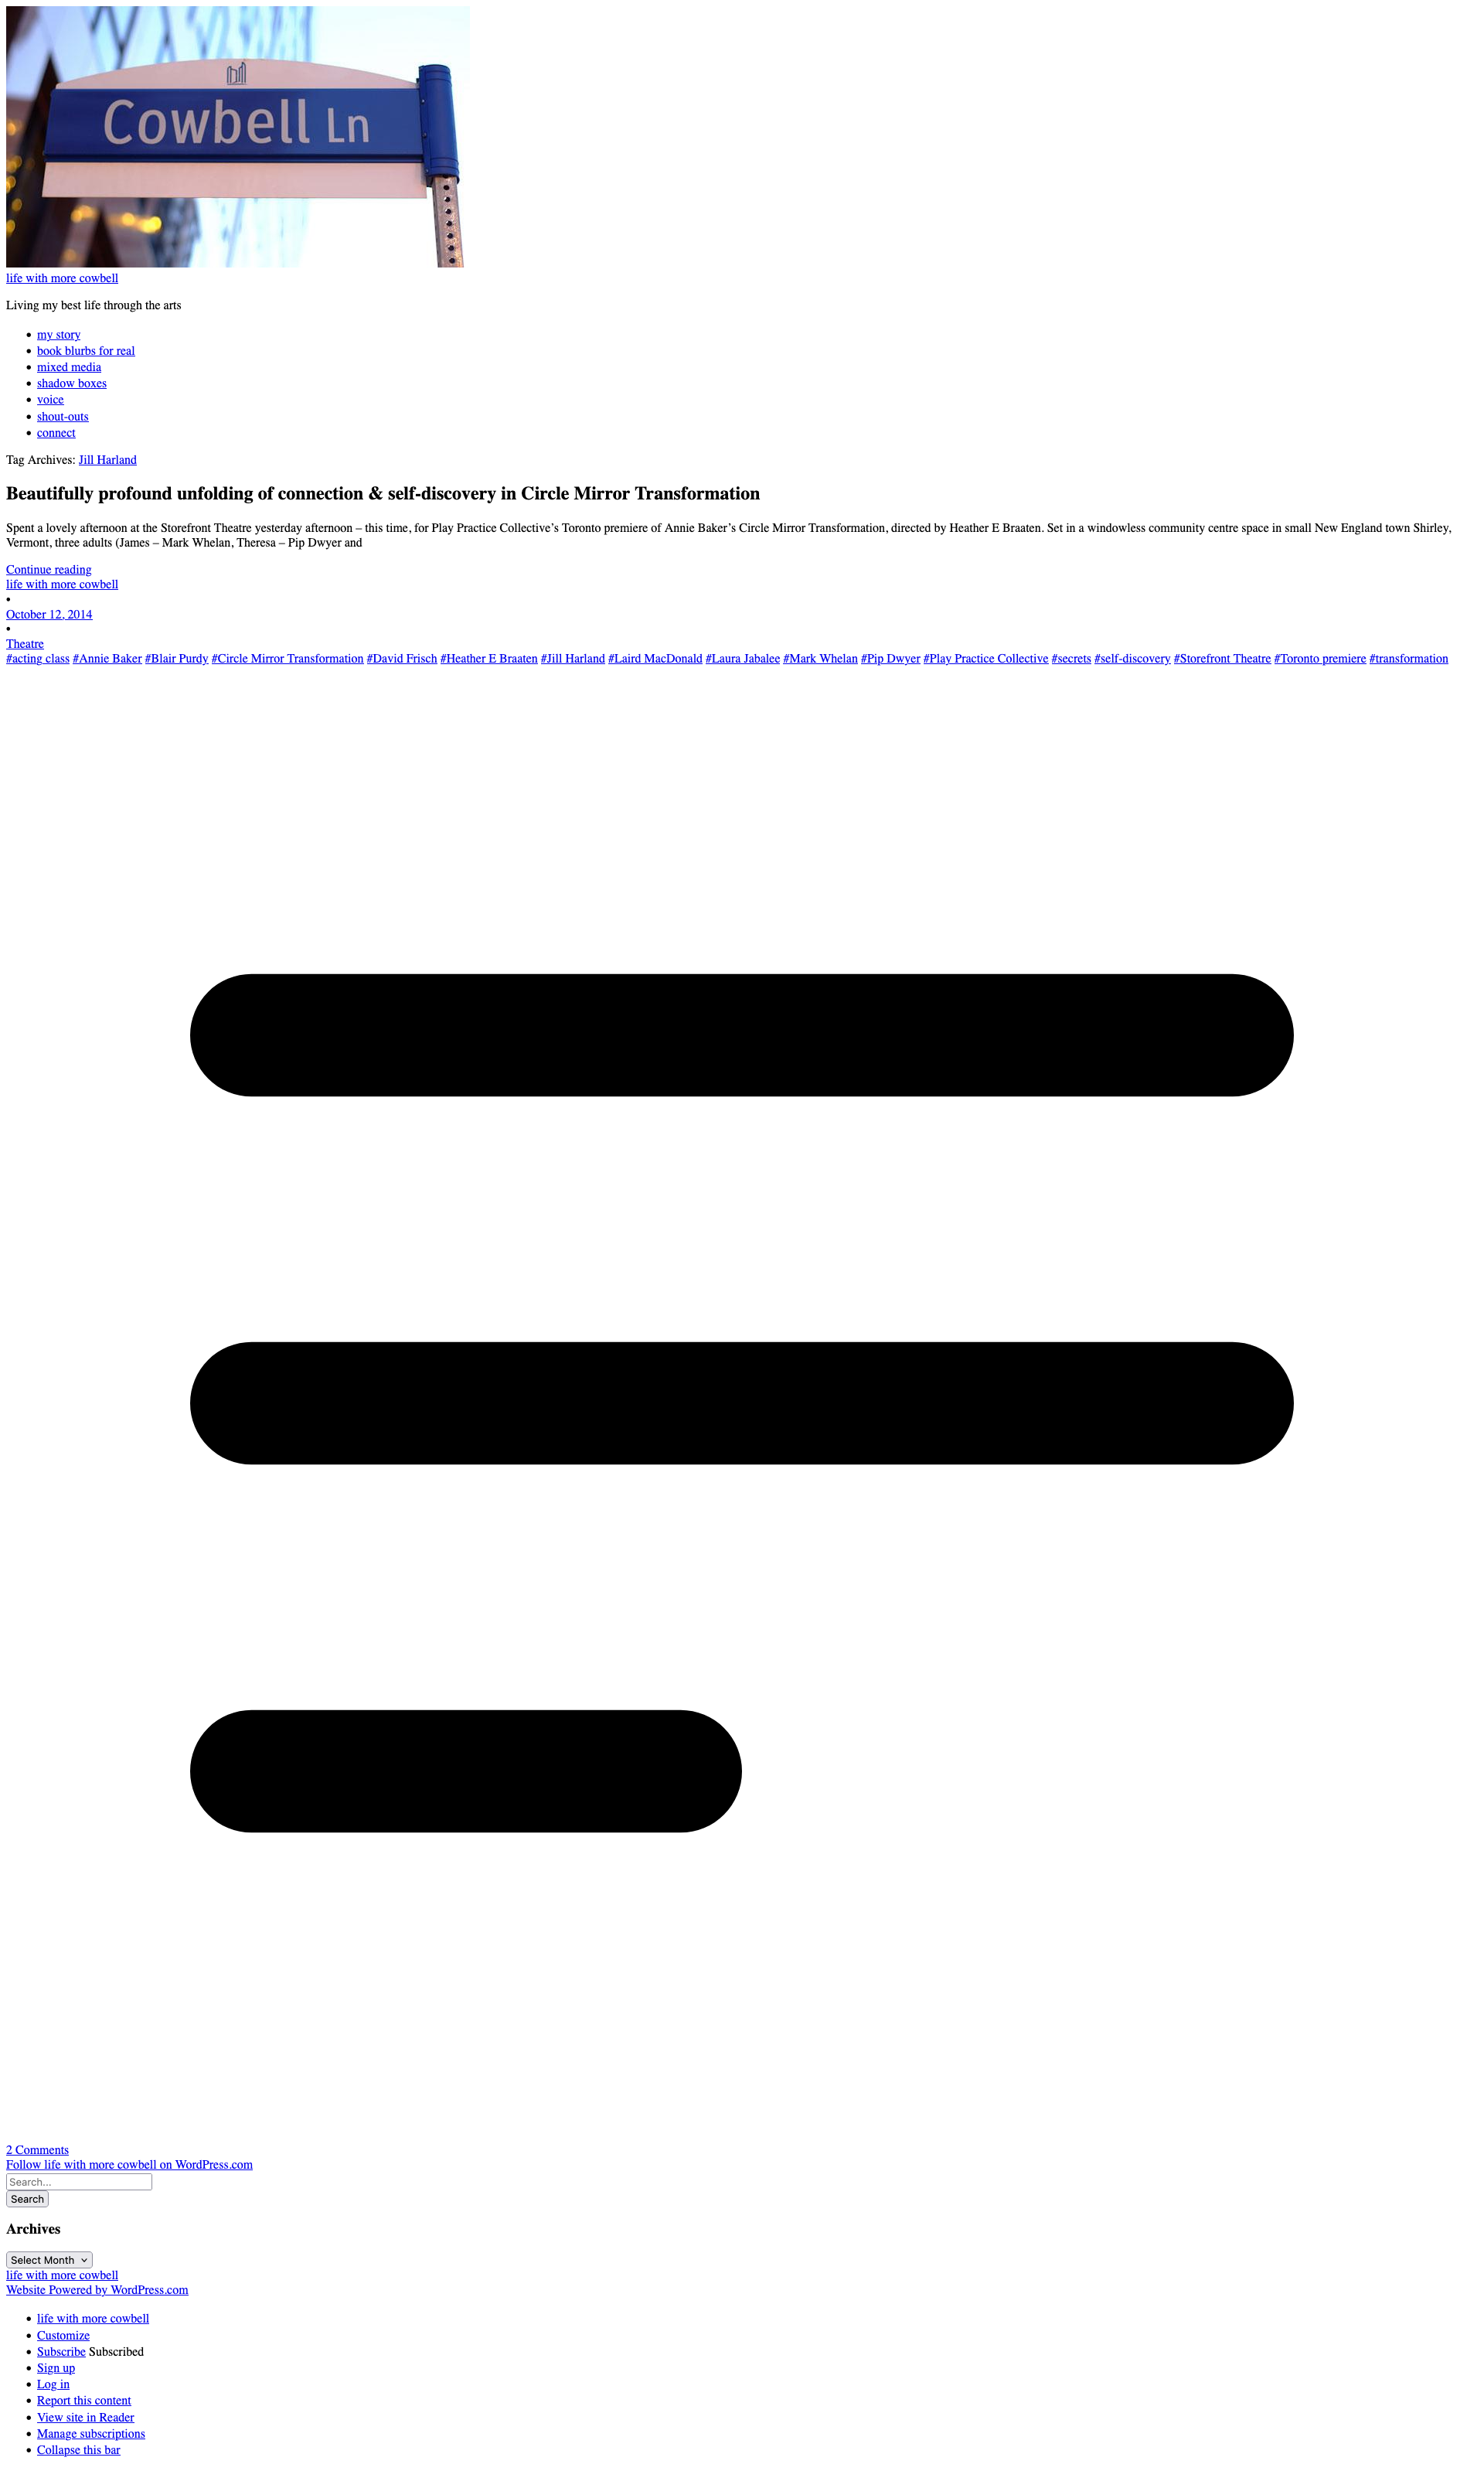 Cowbell Ln
life with more cowbell
Living my best life through the arts
my story
book blurbs for real
mixed media
shadow boxes
voice
shout-outs
connect
Tag Archives: Jill Harland
Beautifully profound unfolding of connection & self-discovery in Circle Mirror Transformation
Spent a lovely afternoon at the Storefront Theatre yesterday afternoon – this time, for Play Practice Collective’s Toronto premiere of Annie Baker’s Circle Mirror Transformation, directed by Heather E Braaten. Set in a windowless community centre space in small New England town Shirley,
Vermont, three adults (James – Mark Whelan, Theresa – Pip Dwyer and
Continue reading
life with more cowbell
•
October 12, 2014
•
Theatre
#acting class #Annie Baker #Blair Purdy #Circle Mirror Transformation #David Frisch #Heather E Braaten #Jill Harland #Laird MacDonald #Laura Jabalee #Mark Whelan #Pip Dwyer #Play Practice Collective #secrets #self-discovery #Storefront Theatre #Toronto premiere #transformation
2 Comments
Follow life with more cowbell on WordPress.com
Search...
Search
Archives
Select Month
life with more cowbell
Website Powered by WordPress.com
life with more cowbell
Customize
Subscribe Subscribed
Sign up
Log in
Report this content
View site in Reader
Manage subscriptions
Collapse this bar